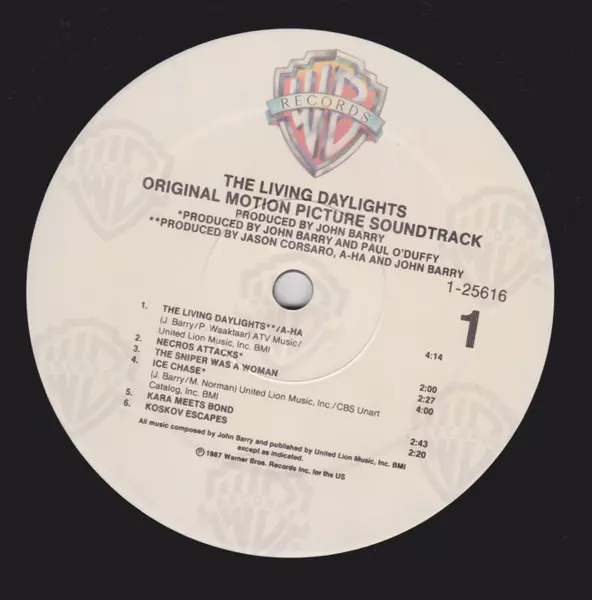 WB
RECORDS
THE LIVING DAYLIGHTS
ORIGINAL MOTION PICTURE SOUNDTRACK
PRODUCED BY JOHN BARRY
*PRODUCED BY JOHN BARRY AND PAUL O'DUFFY
**PRODUCED BY JASON CORSARO, A-HA AND JOHN BARRY
1-25616
1
1. THE LIVING DAYLIGHTS**/A-HA
(J. Barry/P. Waaktaar) ATV Music/
United Lion Music, Inc. BMI 4:14
2. NECROS ATTACKS* 2:00
3. THE SNIPER WAS A WOMAN 2:27
4. ICE CHASE* 4:00
(J. Barry/M. Norman) United Lion Music, Inc./CBS Unart
Catalog, Inc. BMI
5. KARA MEETS BOND 2:43
6. KOSKOV ESCAPES 2:20
All music composed by John Barry and published by United Lion Music, Inc. BMI
except as indicated.
℗1987 Warner Bros. Records Inc. for the US